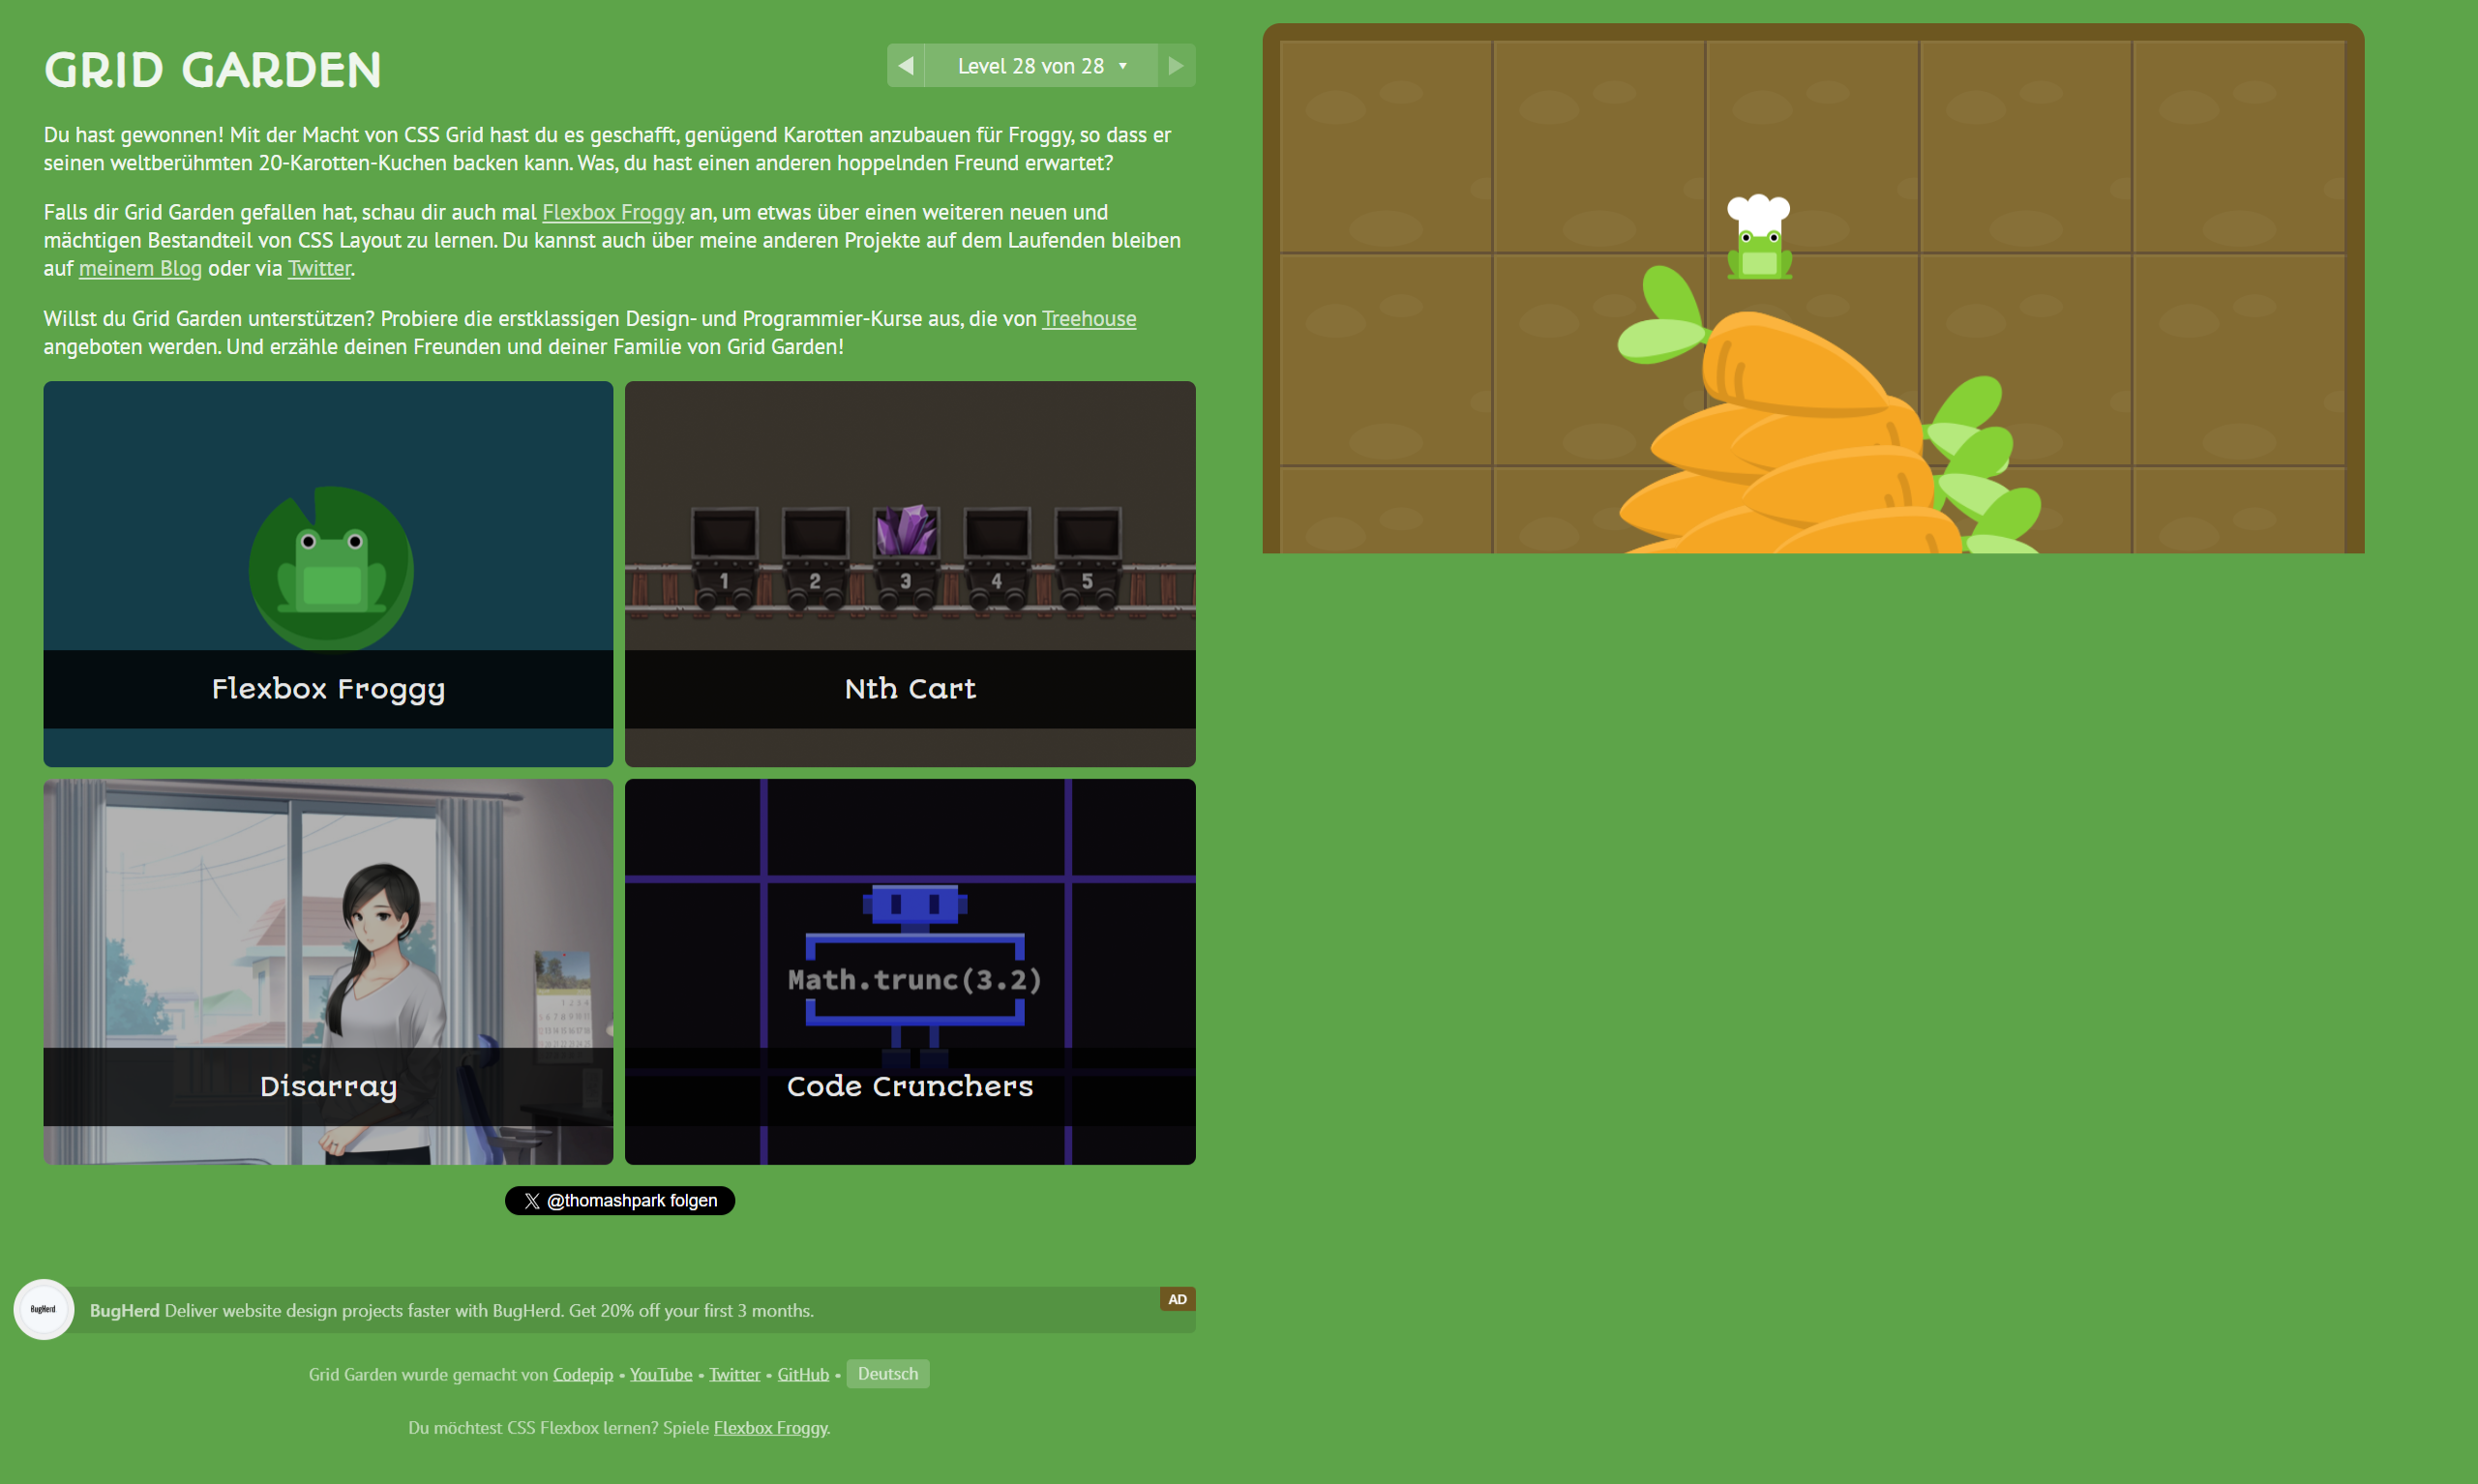 GRID GARDEN
Level 28 von 28
Du hast gewonnen! Mit der Macht von CSS Grid hast du es geschafft, genügend Karotten anzubauen für Froggy, so dass er
seinen weltberühmten 20-Karotten-Kuchen backen kann. Was, du hast einen anderen hoppelnden Freund erwartet?
Falls dir Grid Garden gefallen hat, schau dir auch mal Flexbox Froggy an, um etwas über einen weiteren neuen und
mächtigen Bestandteil von CSS Layout zu lernen. Du kannst auch über meine anderen Projekte auf dem Laufenden bleiben
auf meinem Blog oder via Twitter.
Willst du Grid Garden unterstützen? Probiere die erstklassigen Design- und Programmier-Kurse aus, die von Treehouse
angeboten werden. Und erzähle deinen Freunden und deiner Familie von Grid Garden!
Flexbox Froggy
1 2 3 4 5
Nth Cart
Disarray
Math.trunc(3.2)
Code Crunchers
@thomashpark folgen
BugHerd
BugHerd Deliver website design projects faster with BugHerd. Get 20% off your first 3 months.
AD
Grid Garden wurde gemacht von Codepip • YouTube • Twitter • GitHub • Deutsch
Du möchtest CSS Flexbox lernen? Spiele Flexbox Froggy.